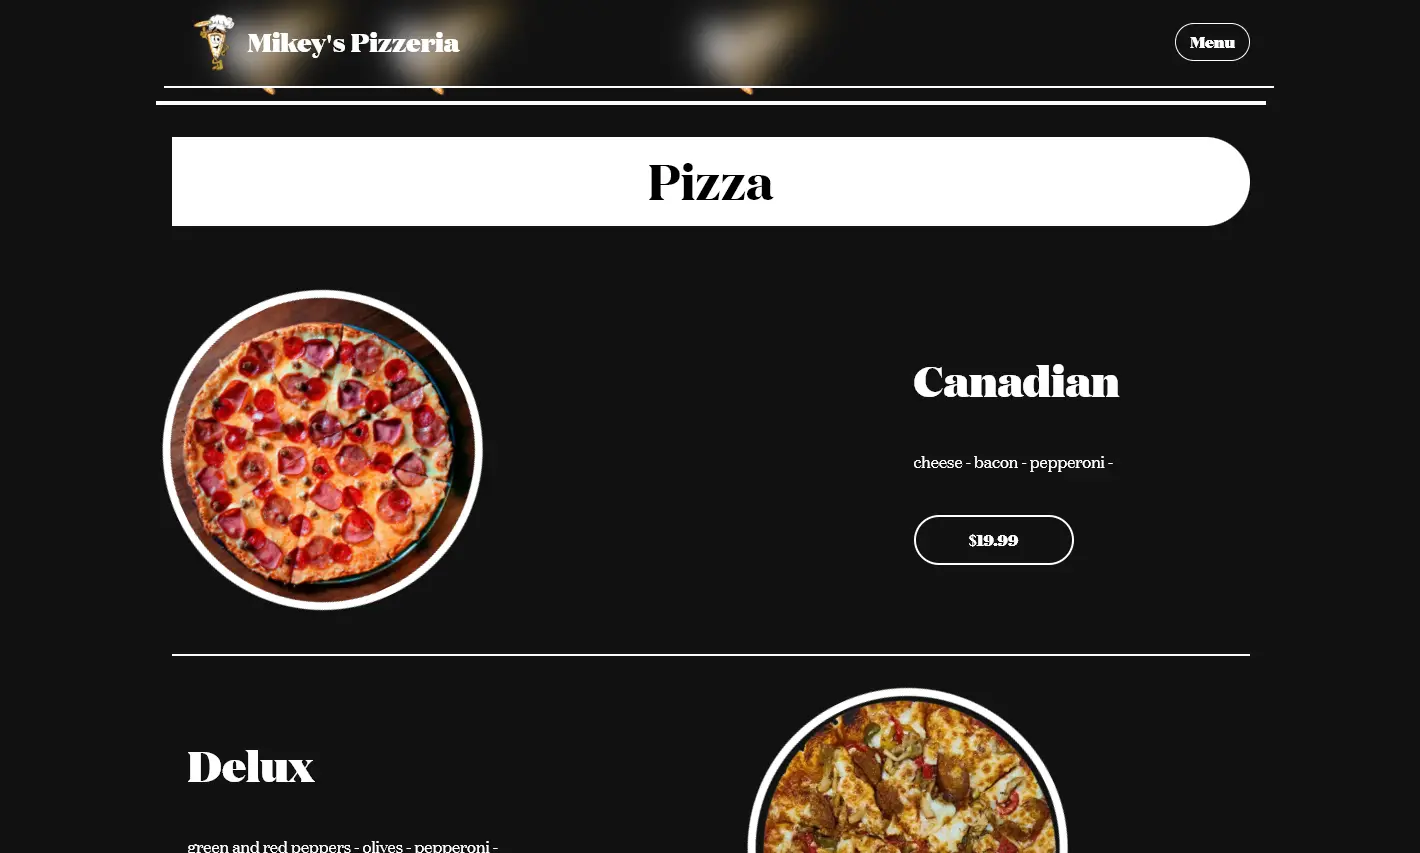 Mikey's Pizzeria
Menu
Pizza
Canadian
cheese - bacon - pepperoni -
$19.99
Delux
green and red peppers - olives - pepperoni -